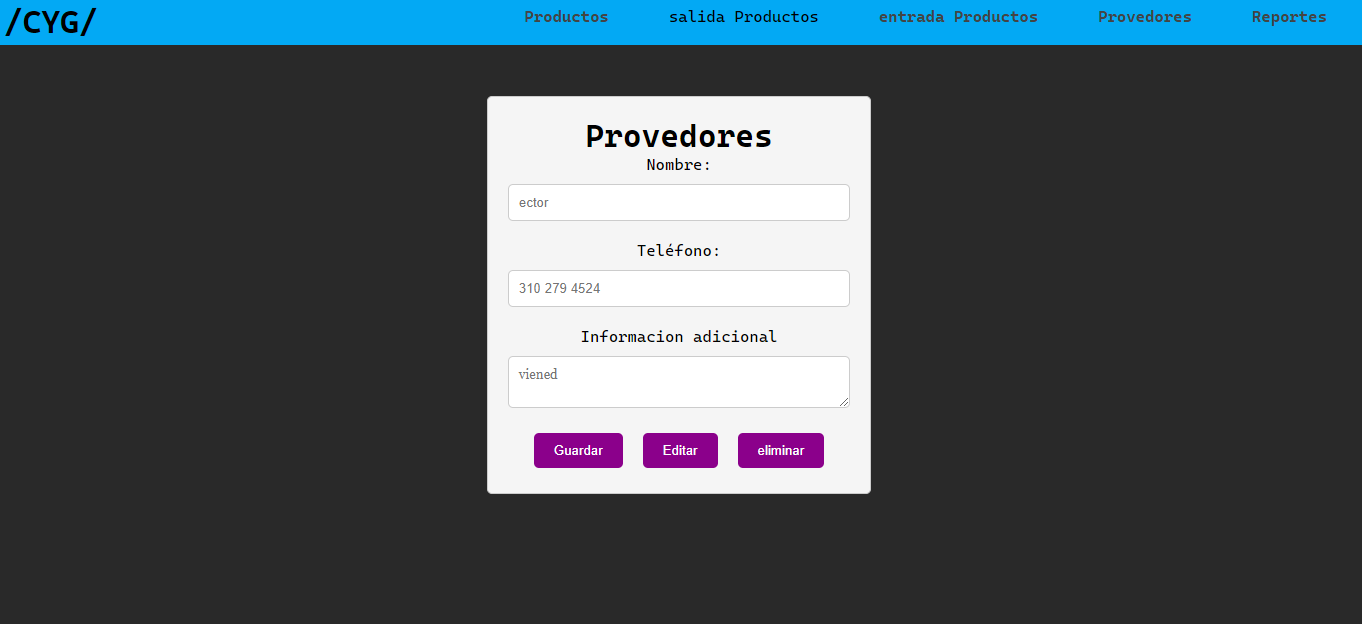 /CYG/ Productos salida Productos entrada Productos Provedores Reportes
Provedores
Nombre:
ector
Teléfono:
310 279 4524
Informacion adicional
viened
Guardar Editar eliminar